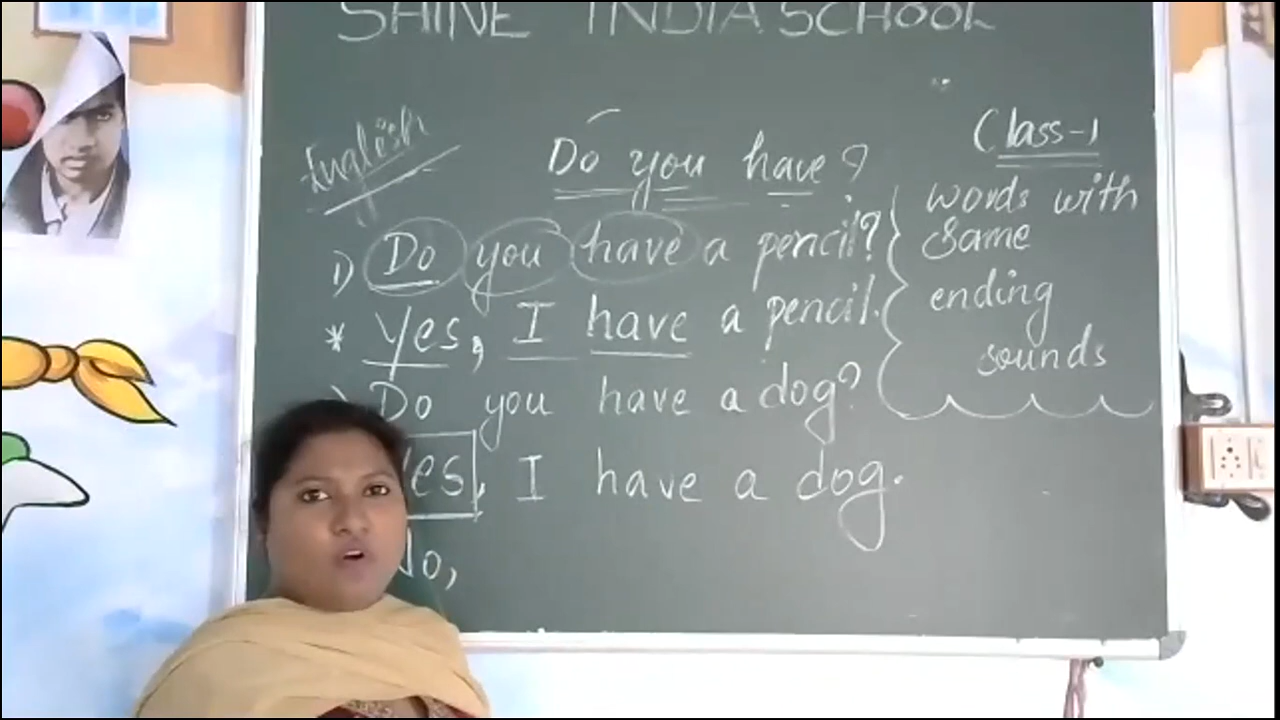 SHINE INDIA SCHOOL
English
Do you have?
Class-1
words with
same
ending
sounds
1) Do you have a pencil?
* Yes, I have a pencil.
Do you have a dog?
Yes, I have a dog.
No,